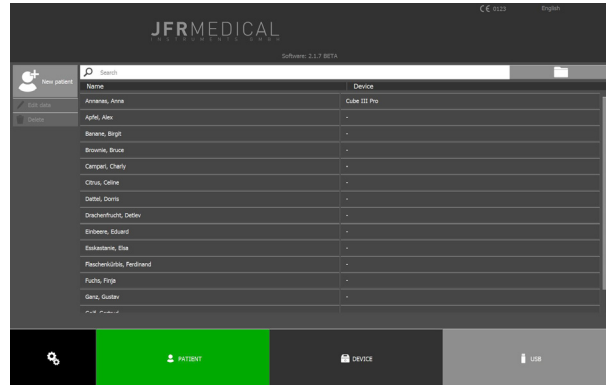 CE 0123 English
JFRMEDICAL
INSTRUMENTS GMBH
Software: 2.1.7 BETA
New patient
Edit data
Delete
Search
Name Device
Annanas, Anna Cube III Pro
Apfel, Alex -
Banane, Birgit -
Brownie, Bruce -
Campari, Charly -
Citrus, Celine -
Dattel, Dorris -
Drachenfrucht, Detlev -
Einbeere, Eduard -
Esskastanie, Elsa -
Flaschenkürbis, Ferdinand -
Fuchs, Finja -
Ganz, Gustav -
PATIENT DEVICE USB